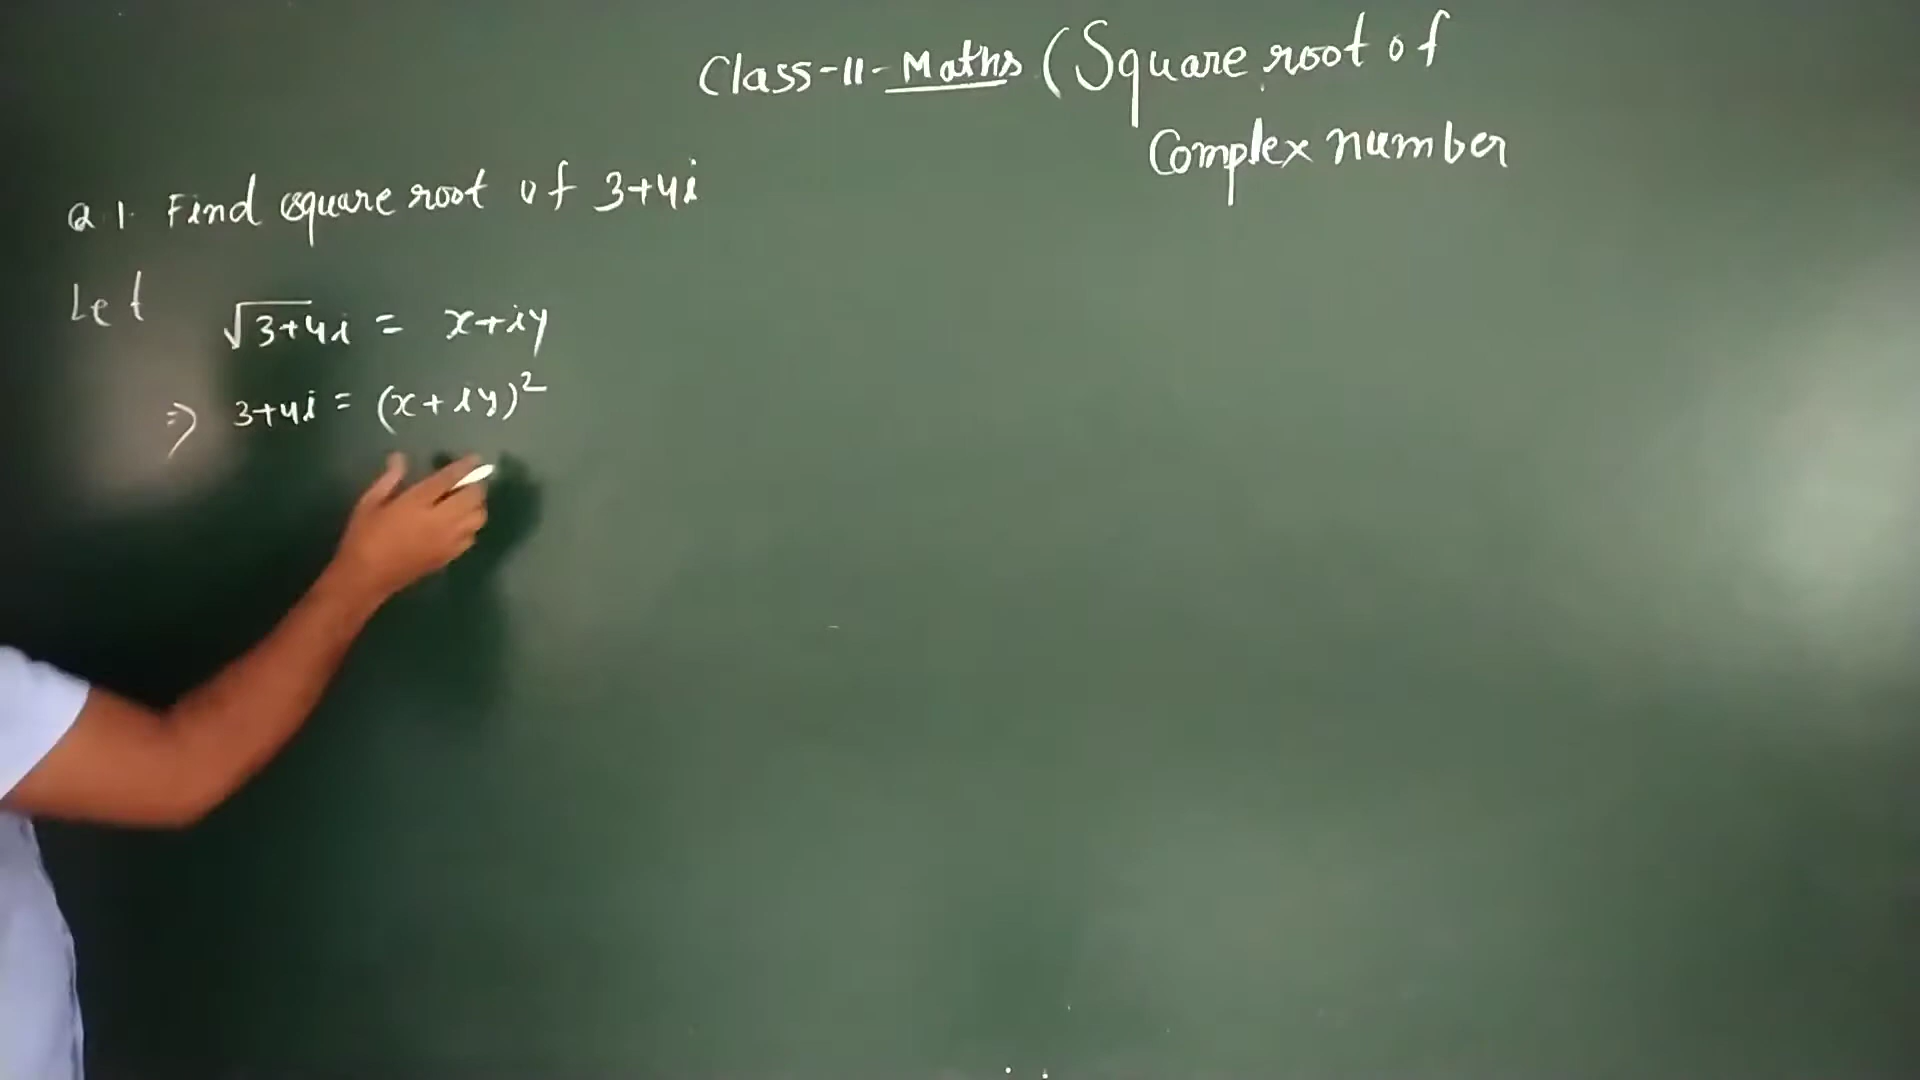 Class-11-Maths (Square root of
Complex number
Q.1. Find square root of 3+4i
Let
√3+4i = x+iy
⇒ 3+4i = (x+iy)²